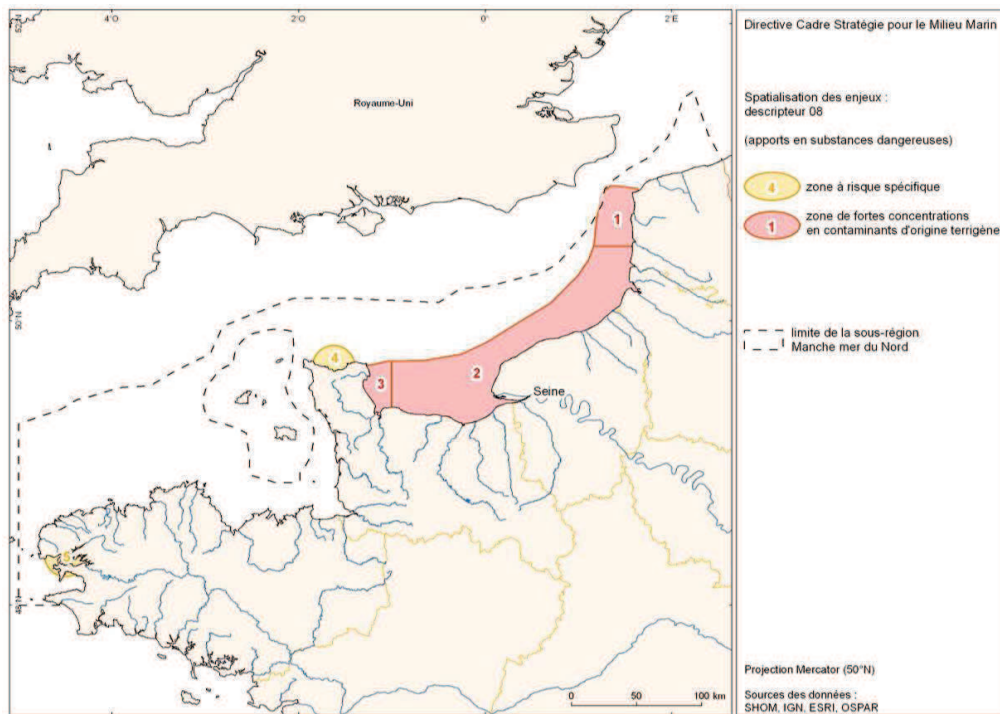 4°O
2°O
0°
2°E
52°N
50°N
48°N
Royaume-Uni
1
2
3
4
5
Seine
0
50
100 km
Directive Cadre Stratégie pour le Milieu Marin
Spatialisation des enjeux :
descripteur 08
(apports en substances dangereuses)
4
zone à risque spécifique
1
zone de fortes concentrations
en contaminants d'origine terrigène
limite de la sous-région
Manche mer du Nord
Projection Mercator (50°N)
Sources des données :
SHOM, IGN, ESRI, OSPAR